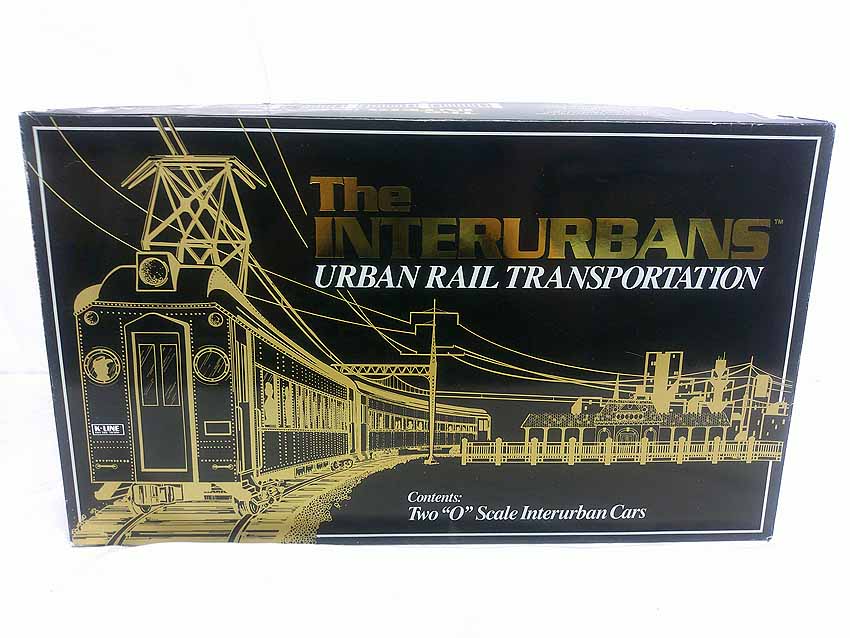 The
INTERURBANS™
URBAN RAIL TRANSPORTATION
K-LINE
Contents:
Two "O" Scale Interurban Cars